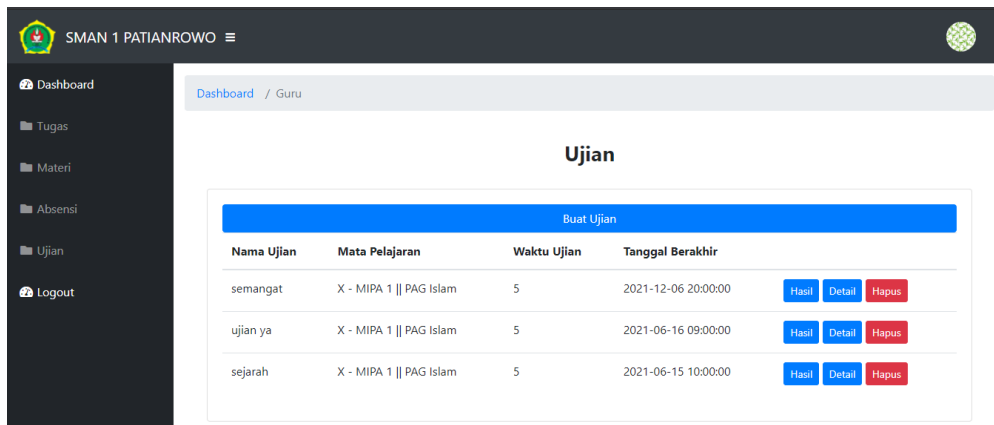 SMAN 1 PATIANROWO
Dashboard
Tugas
Materi
Absensi
Ujian
Logout
Dashboard / Guru
Ujian
Buat Ujian
Nama Ujian Mata Pelajaran Waktu Ujian Tanggal Berakhir
semangat X - MIPA 1 || PAG Islam 5 2021-12-06 20:00:00 Hasil Detail Hapus
ujian ya X - MIPA 1 || PAG Islam 5 2021-06-16 09:00:00 Hasil Detail Hapus
sejarah X - MIPA 1 || PAG Islam 5 2021-06-15 10:00:00 Hasil Detail Hapus